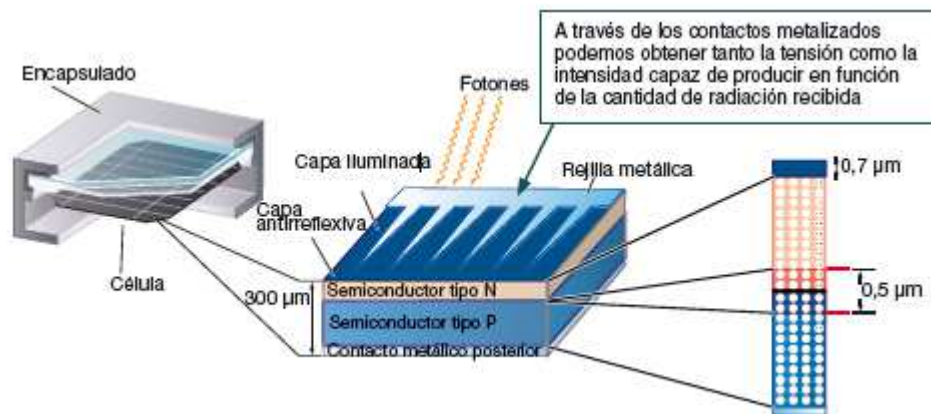 A través de los contactos metalizados
podemos obtener tanto la tensión como la
intensidad capaz de producir en función
de la cantidad de radiación recibida
Encapsulado
Fotones
Capa iluminada
Rejilla metálica
0,7 µm
Capa
antirreflexiva
Célula
300 µm
Semiconductor tipo N
0,5 µm
Semiconductor tipo P
Contacto metálico posterior